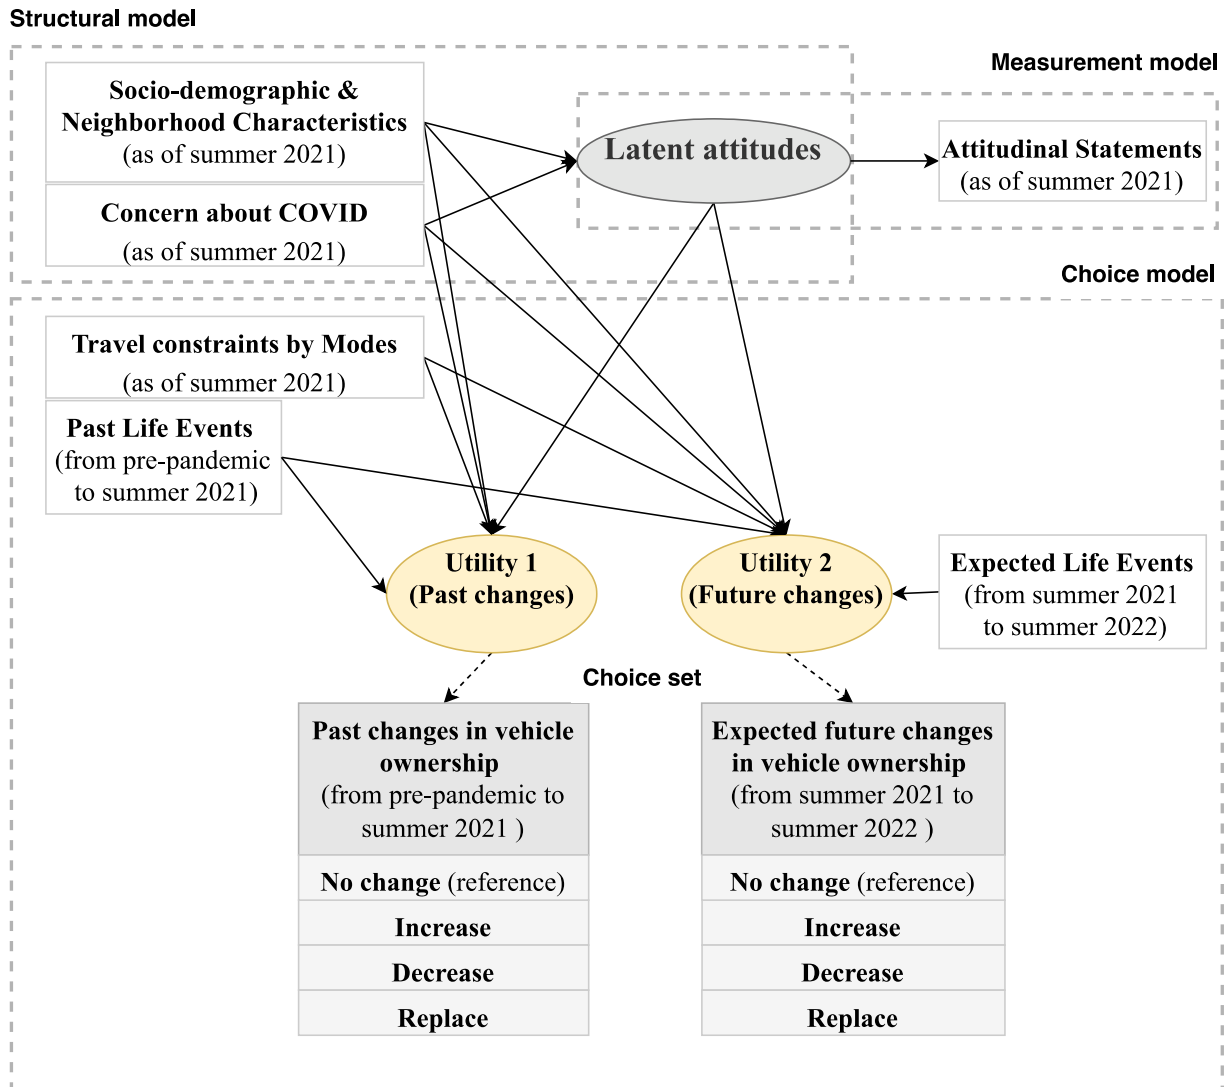 Structural model
Measurement model
Socio-demographic &
Neighborhood Characteristics
(as of summer 2021)
Latent attitudes
Attitudinal Statements
(as of summer 2021)
Concern about COVID
(as of summer 2021)
Choice model
Travel constraints by Modes
(as of summer 2021)
Past Life Events
(from pre-pandemic
to summer 2021)
Utility 1
(Past changes)
Utility 2
(Future changes)
Expected Life Events
(from summer 2021
to summer 2022)
Choice set
Past changes in vehicle
ownership
(from pre-pandemic to
summer 2021 )
No change (reference)
Increase
Decrease
Replace
Expected future changes
in vehicle ownership
(from summer 2021 to
summer 2022 )
No change (reference)
Increase
Decrease
Replace